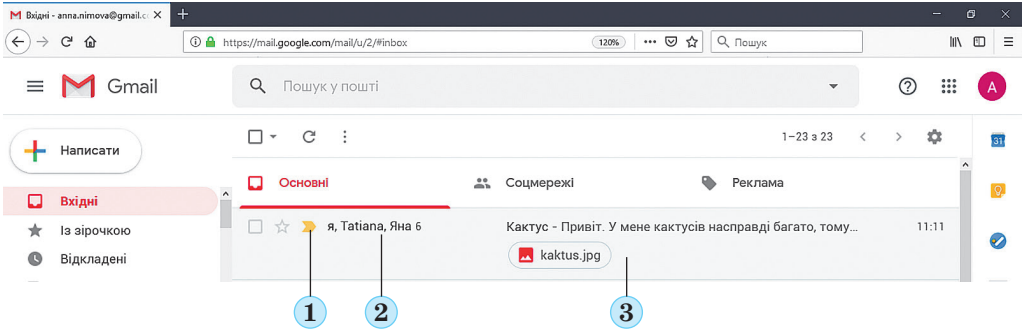 Вхідні - anna.nimova@gmail.c
https://mail.google.com/mail/u/2/#inbox 120% Пошук
Gmail Пошук у пошті A
Написати 1–23 з 23 31
Вхідні Основні Соцмережі Реклама
Із зірочкою я, Tatiana, Яна 6 Кактус - Привіт. У мене кактусів насправді багато, тому... 11:11
Відкладені kaktus.jpg
1 2 3